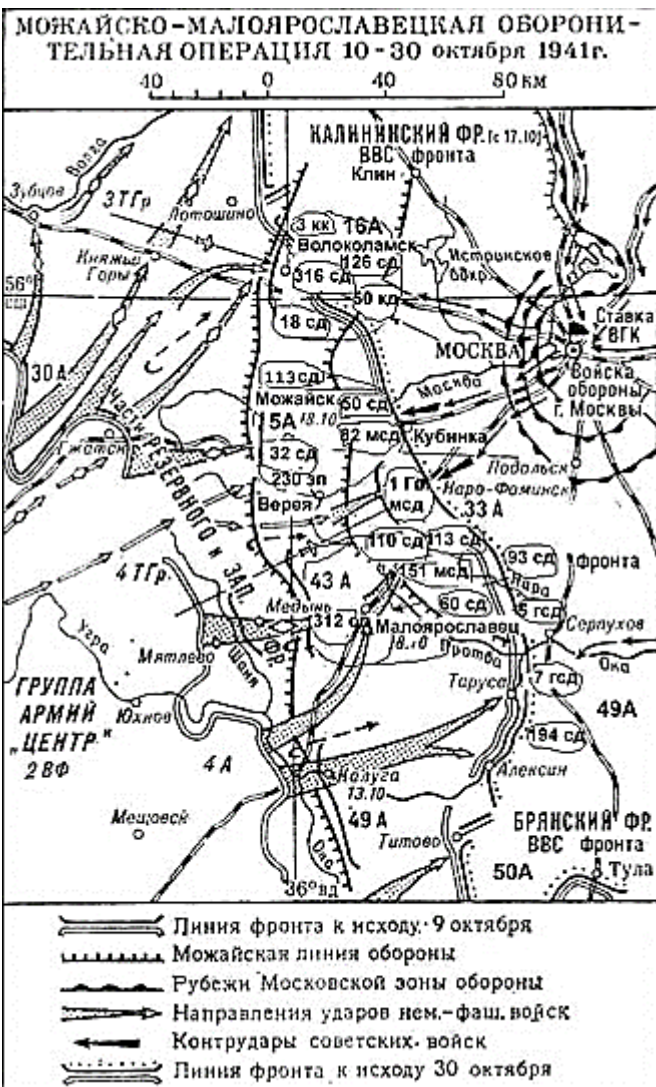 МОЖАЙСКО-МАЛОЯРОСЛАВЕЦКАЯ ОБОРОНИ-
ТЕЛЬНАЯ ОПЕРАЦИЯ 10-30 октября 1941г.
40 0 40 80 км
КАЛИНИНСКИЙ ФР. (с 17.10)
ВВС фронта
Клин
Волга
Зубцов
3 ТГр
Лотошино
3 кк 16А
Волоколамск
126 сд
Княжьи
Горы
316 сд
Истринское
вдхр.
56°
сш
50 кд
Ставка
ВГК
18 сд
МОСКВА
30 А
113 сд
Москва
Войска
обороны
г. Москвы
Можайск
5А 18.10
50 сд
82 мсд
Кубинка
Гжатск
Части резервного и зап.
фр.
32 сд
230 зп
Верея
Подольск
Наро-Фоминск
1 Гв
мсд
33 А
110 сд
113 сд
93 сд
фронта
4 ТГр.
43 А
151 мсд
Нара
Медынь
312 сд
60 сд
5 гсд
Серпухов
Малоярославец
18.10
Угра
Мятлево
Шаня
Протва
Ока
Таруса
7 гсд
ГРУППА
АРМИЙ
„ЦЕНТР"
2 ВФ
Юхнов
49А
194 сд
4 А
Калуга
13.10
Алексин
Мещовск
49 А
Ока
Титово
БРЯНСКИЙ ФР.
ВВС фронта
50А
Тула
36° вд
Линия фронта к исходу 9 октября
Можайская линия обороны
Рубежи Московской зоны обороны
Направления ударов нем.-фаш. войск
Контрудары советских войск
Линия фронта к исходу 30 октября